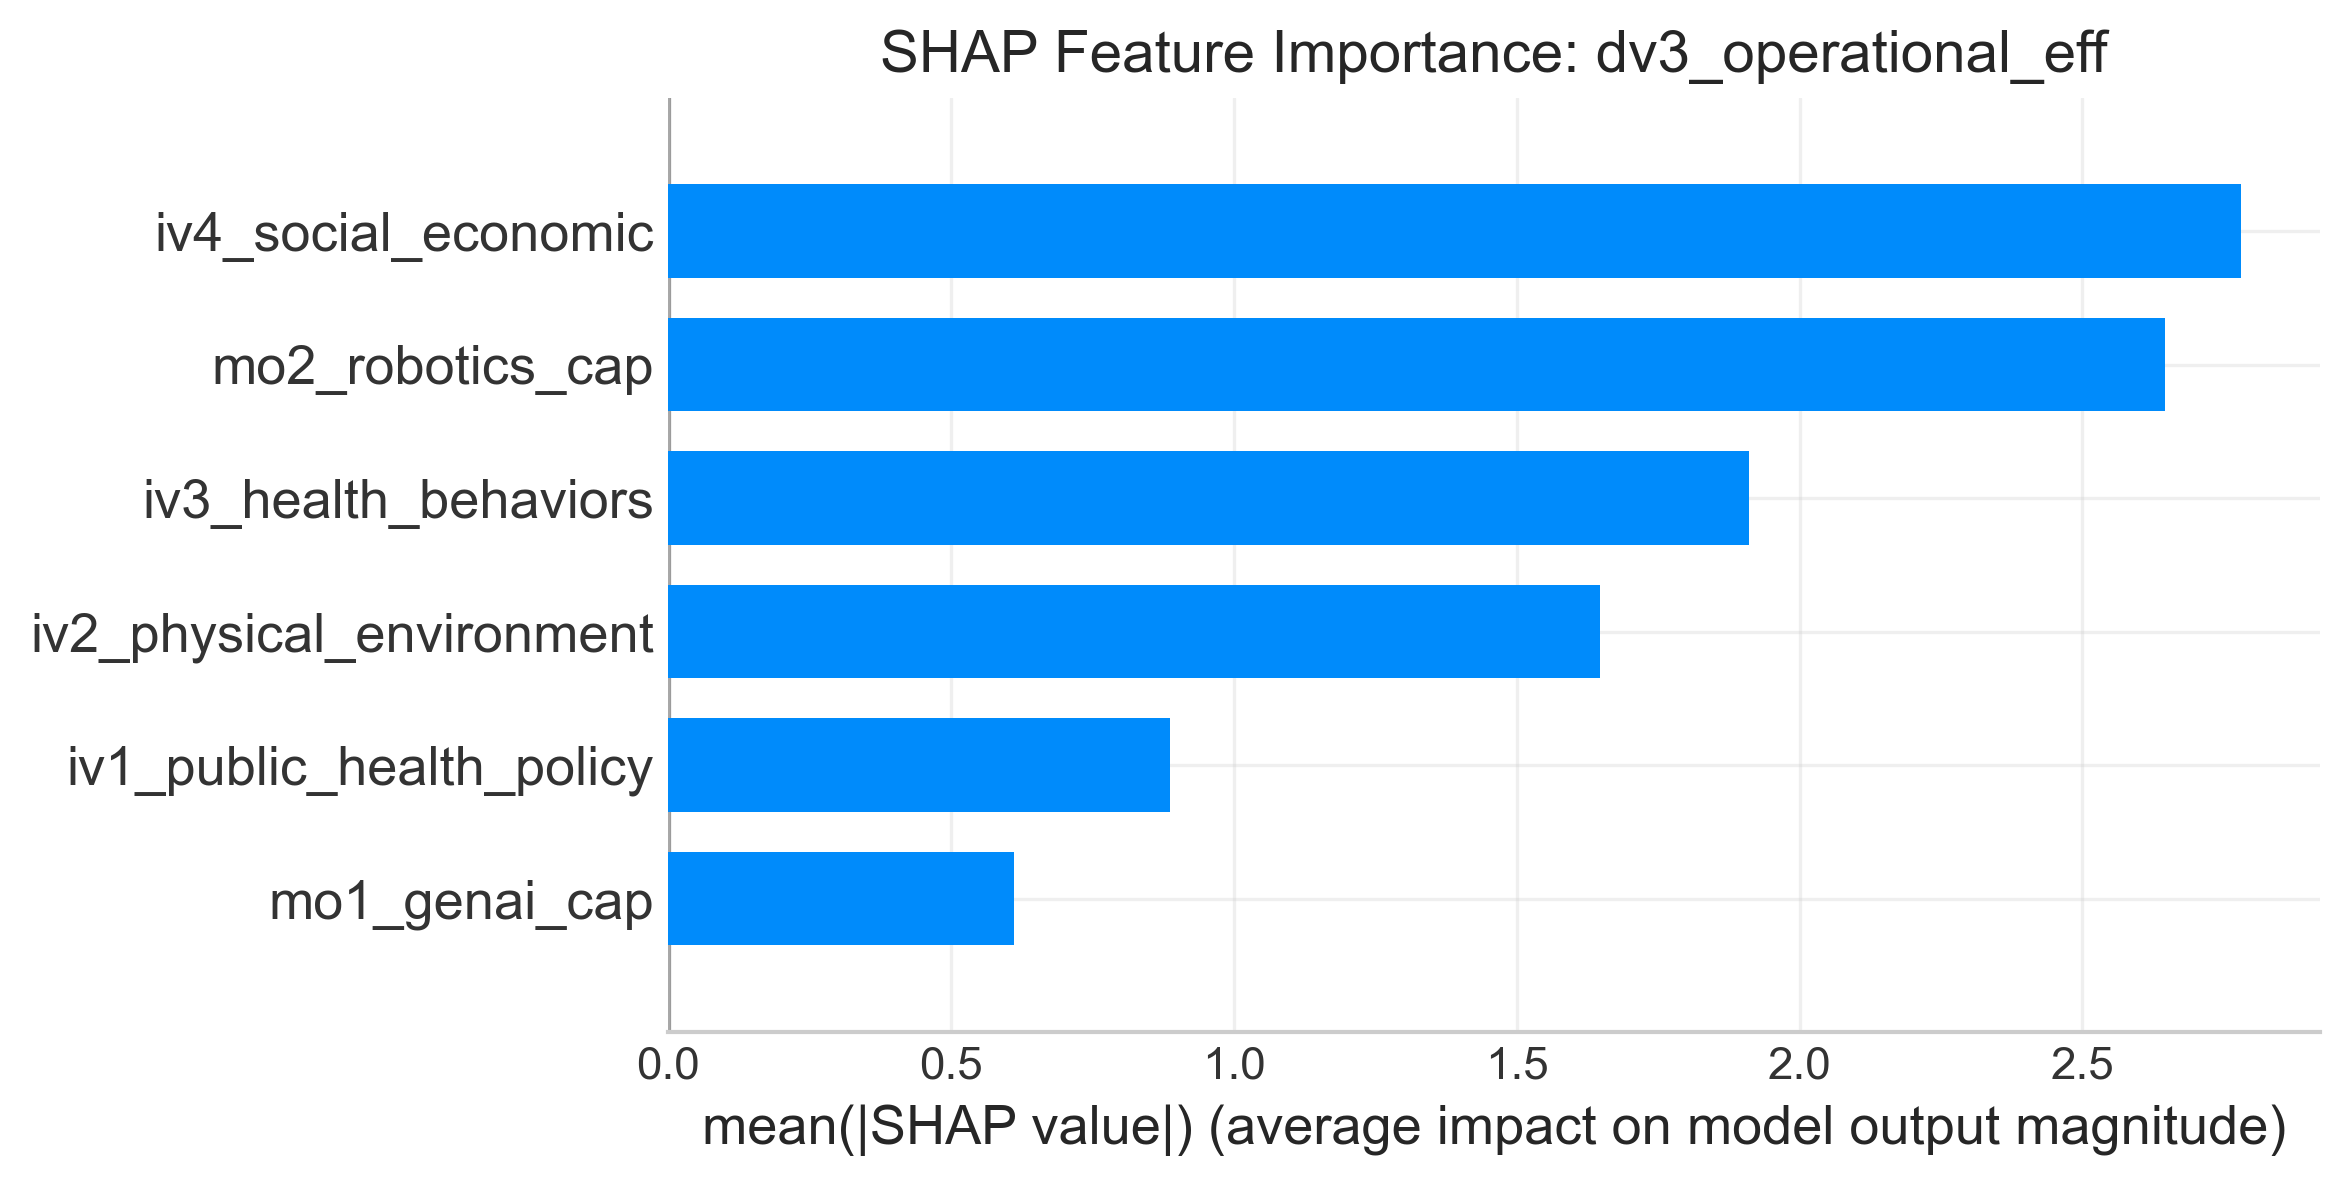 SHAP Feature Importance: dv3_operational_eff
iv4_social_economic
mo2_robotics_cap
iv3_health_behaviors
iv2_physical_environment
iv1_public_health_policy
mo1_genai_cap
0.0 0.5 1.0 1.5 2.0 2.5
mean(|SHAP value|) (average impact on model output magnitude)